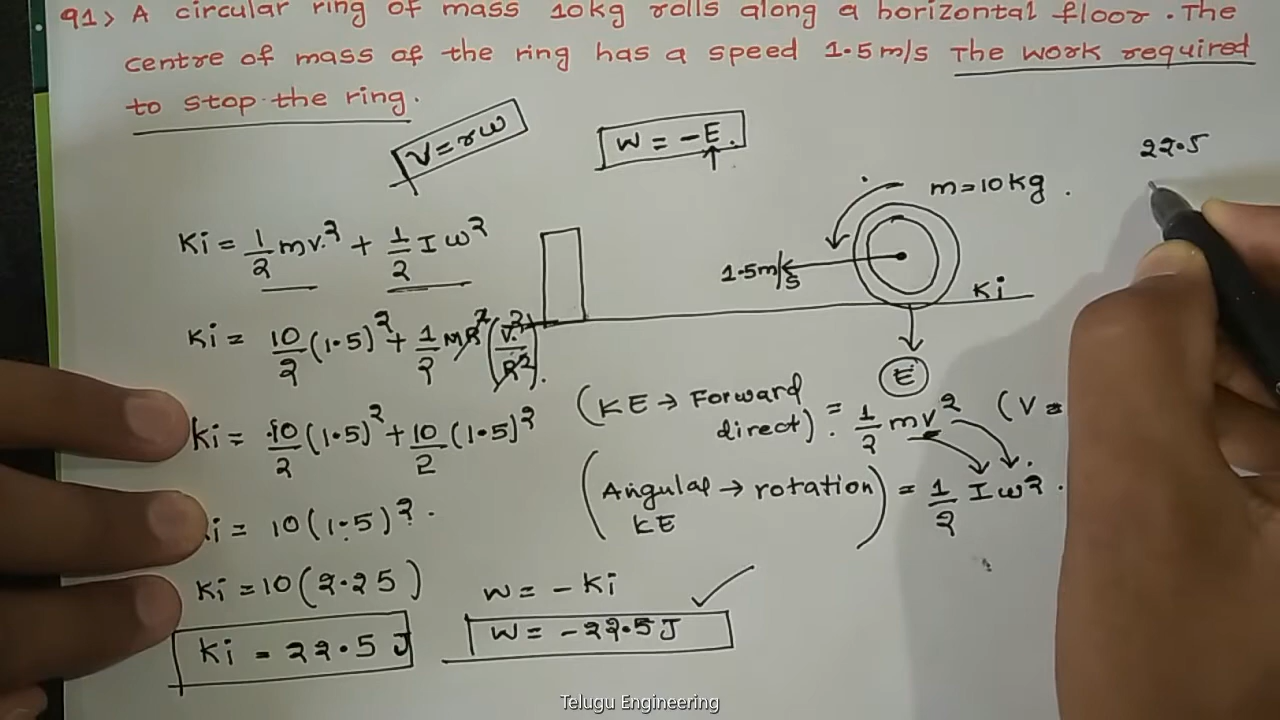 91> A circular ring of mass 10kg rolls along a horizontal floor. The
centre of mass of the ring has a speed 1.5m/s The work required
to stop the ring.
V=rω
W = -E.
22.5
m=10kg.
Ki = 1/2 mv² + 1/2 I ω²
1.5m/s
Ki
Ki = 10/2 (1.5)² + 1/2 MR² (V²/R²).
E
(KE → Forward direct) = 1/2 mv² (V =
Ki = 10/2 (1.5)² + 10/2 (1.5)²
(Angular → rotation KE) = 1/2 I ω².
i = 10(1.5)².
Ki = 10(2.25)
W = -Ki
Ki = 22.5 J
W = -22.5 J
Telugu Engineering